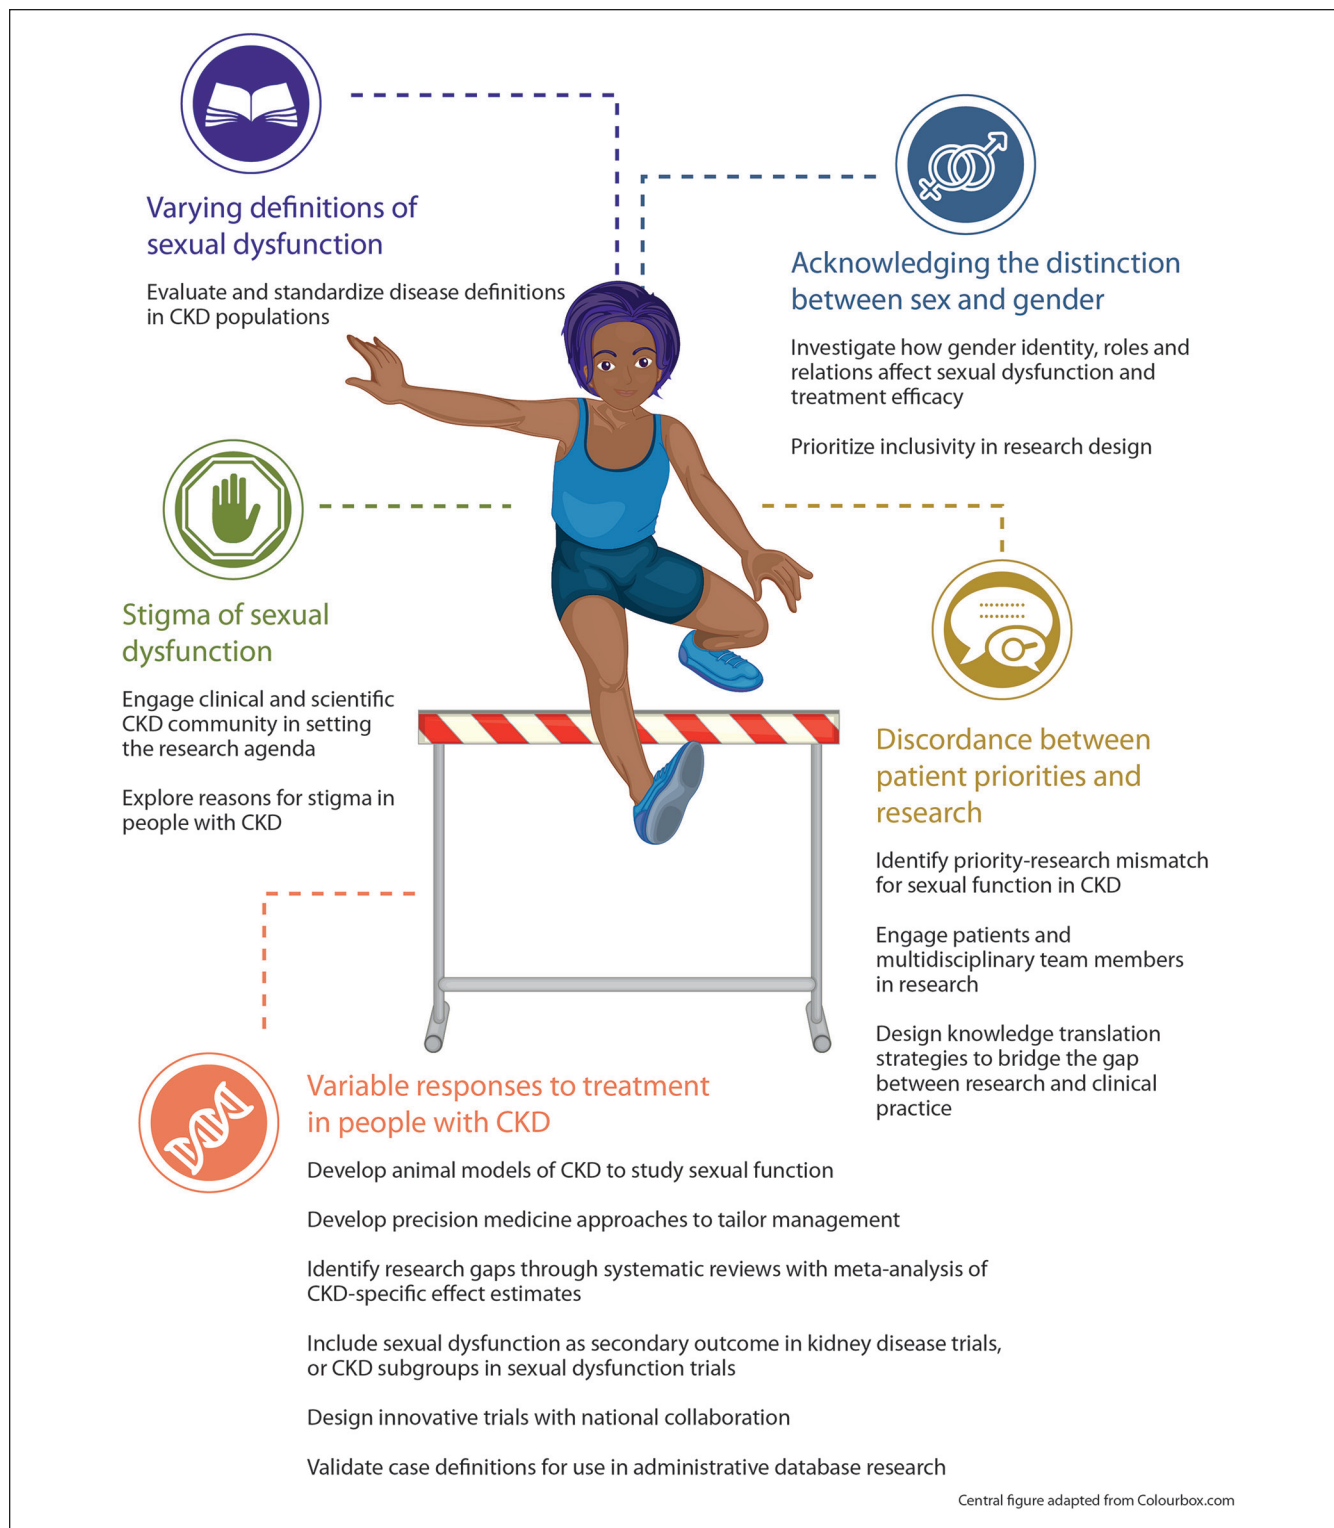 Varying definitions of
sexual dysfunction
Evaluate and standardize disease definitions
in CKD populations
Acknowledging the distinction
between sex and gender
Investigate how gender identity, roles and
relations affect sexual dysfunction and
treatment efficacy
Prioritize inclusivity in research design
Stigma of sexual
dysfunction
Engage clinical and scientific
CKD community in setting
the research agenda
Explore reasons for stigma in
people with CKD
Discordance between
patient priorities and
research
Identify priority-research mismatch
for sexual function in CKD
Engage patients and
multidisciplinary team members
in research
Design knowledge translation
strategies to bridge the gap
between research and clinical
practice
Variable responses to treatment
in people with CKD
Develop animal models of CKD to study sexual function
Develop precision medicine approaches to tailor management
Identify research gaps through systematic reviews with meta-analysis of
CKD-specific effect estimates
Include sexual dysfunction as secondary outcome in kidney disease trials,
or CKD subgroups in sexual dysfunction trials
Design innovative trials with national collaboration
Validate case definitions for use in administrative database research
Central figure adapted from Colourbox.com